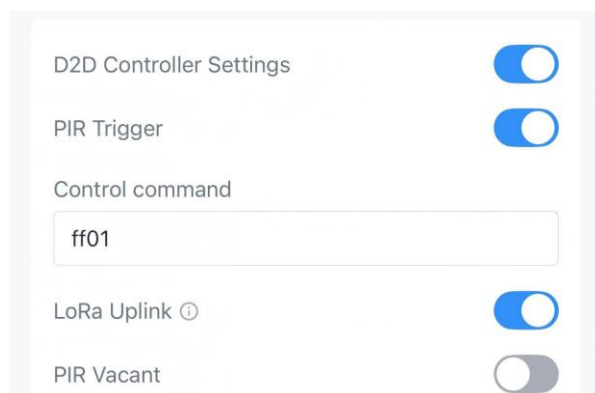 D2D Controller Settings
PIR Trigger
Control command
ff01
LoRa Uplink ⓘ
PIR Vacant